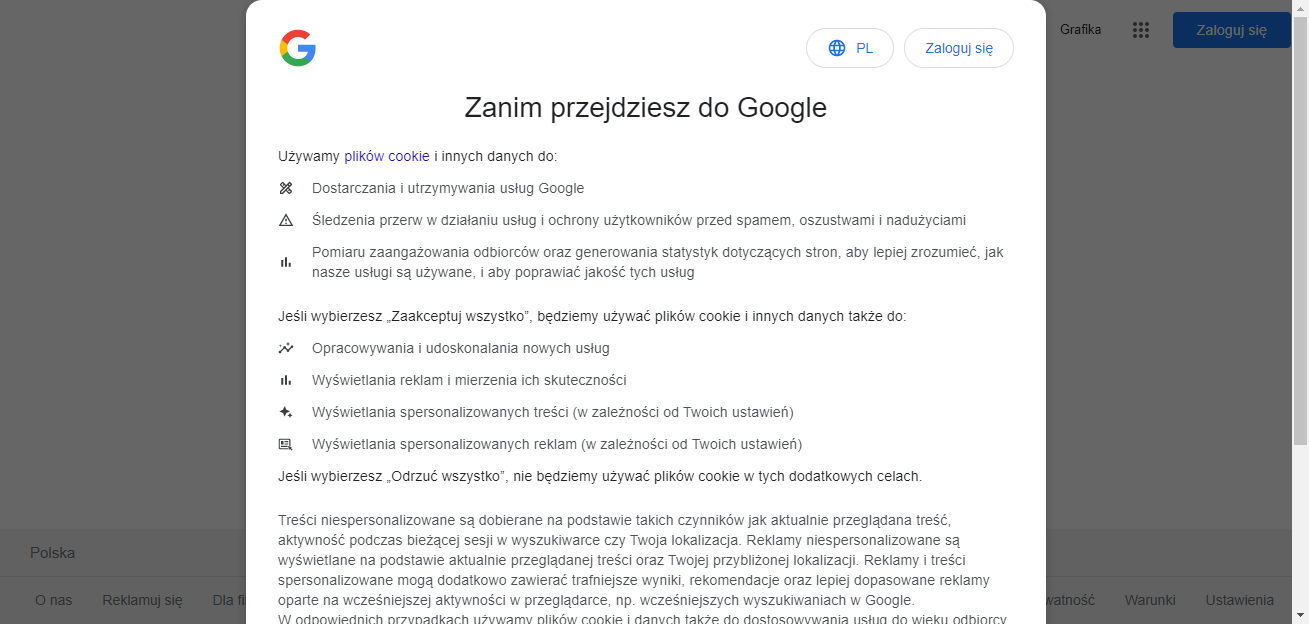 Grafika
Zaloguj się
PL
Zaloguj się
Zanim przejdziesz do Google
Używamy plików cookie i innych danych do:
Dostarczania i utrzymywania usług Google
Śledzenia przerw w działaniu usług i ochrony użytkowników przed spamem, oszustwami i nadużyciami
Pomiaru zaangażowania odbiorców oraz generowania statystyk dotyczących stron, aby lepiej zrozumieć, jak
nasze usługi są używane, i aby poprawiać jakość tych usług
Jeśli wybierzesz „Zaakceptuj wszystko”, będziemy używać plików cookie i innych danych także do:
Opracowywania i udoskonalania nowych usług
Wyświetlania reklam i mierzenia ich skuteczności
Wyświetlania spersonalizowanych treści (w zależności od Twoich ustawień)
Wyświetlania spersonalizowanych reklam (w zależności od Twoich ustawień)
Jeśli wybierzesz „Odrzuć wszystko”, nie będziemy używać plików cookie w tych dodatkowych celach.
Treści niespersonalizowane są dobierane na podstawie takich czynników jak aktualnie przeglądana treść,
aktywność podczas bieżącej sesji w wyszukiwarce czy Twoja lokalizacja. Reklamy niespersonalizowane są
wyświetlane na podstawie aktualnie przeglądanej treści oraz Twojej przybliżonej lokalizacji. Reklamy i treści
spersonalizowane mogą dodatkowo zawierać trafniejsze wyniki, rekomendacje oraz lepiej dopasowane reklamy
oparte na wcześniejszej aktywności w przeglądarce, np. wcześniejszych wyszukiwaniach w Google.
W odpowiednich przypadkach używamy plików cookie i danych także do dostosowywania usług do wieku odbiorcy
Polska
O nas
Reklamuj się
Dla fi
watność
Warunki
Ustawienia